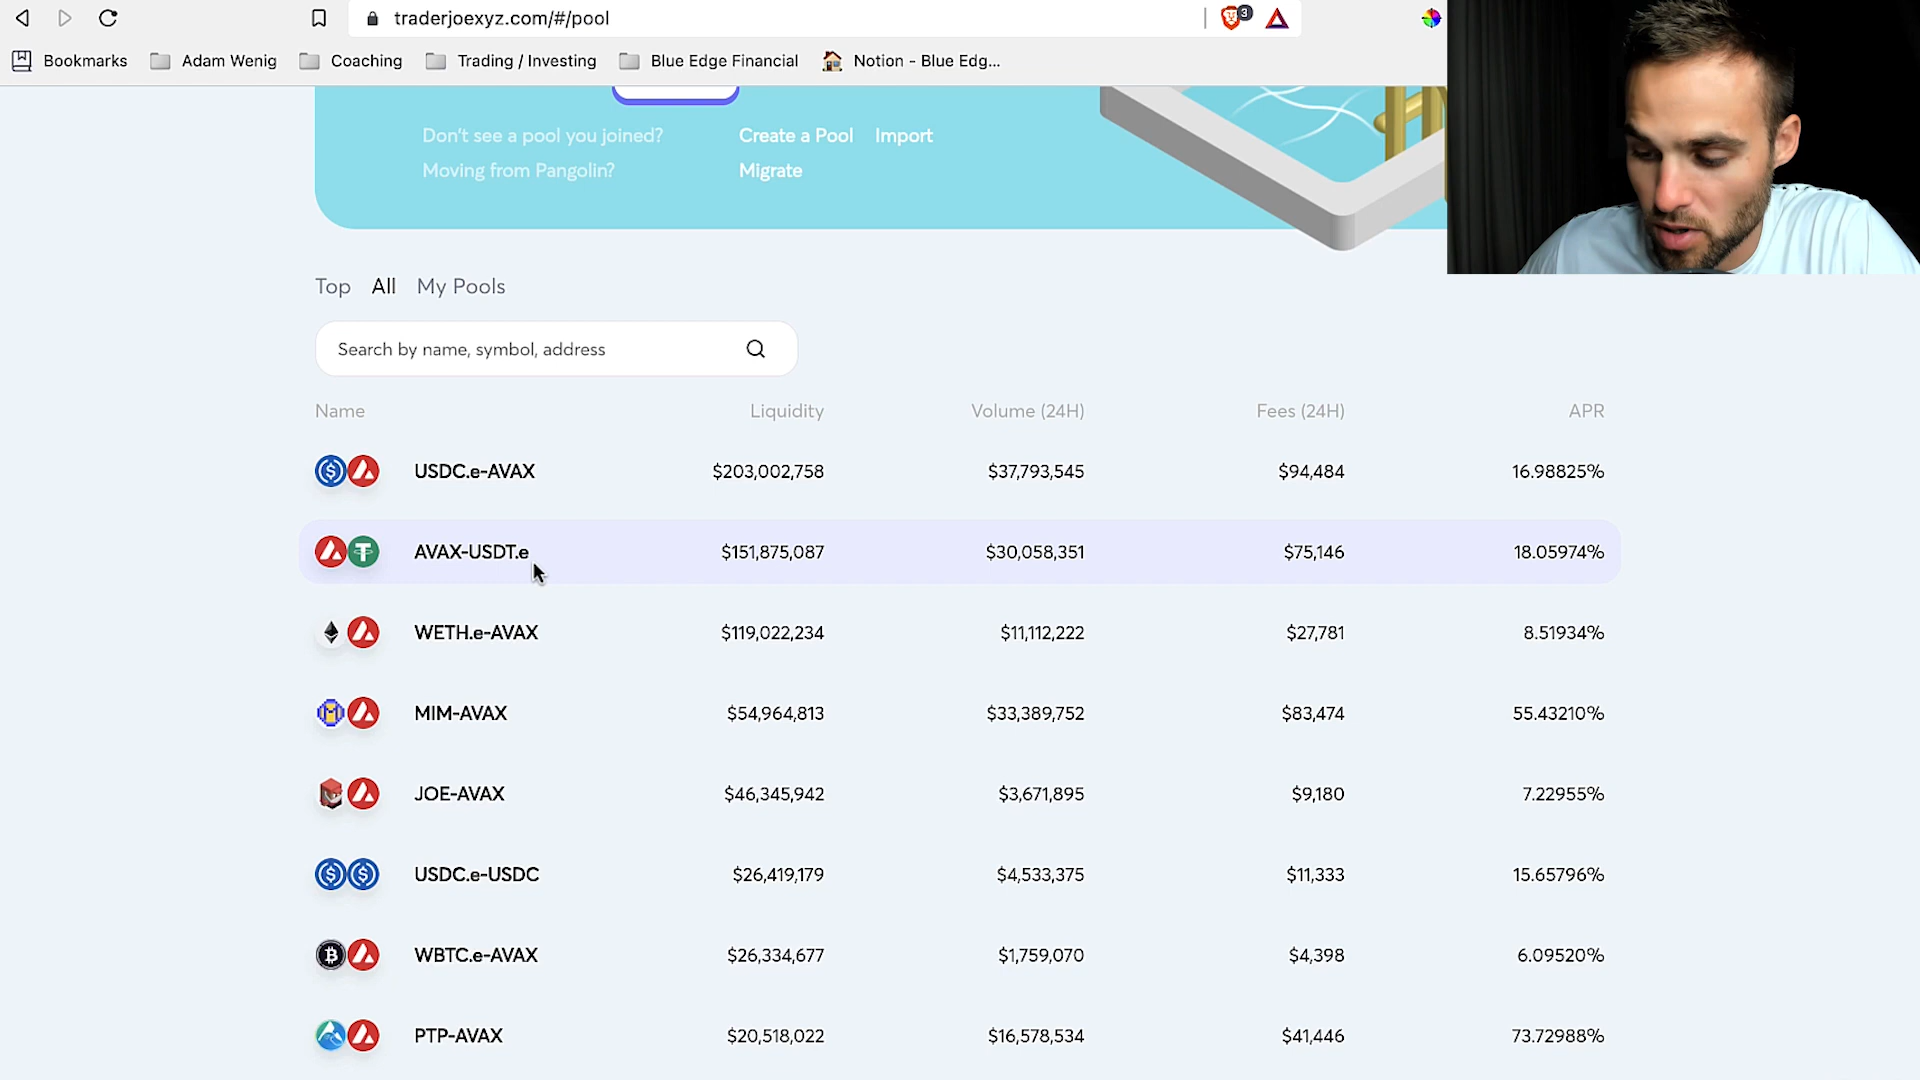 traderjoexyz.com/#/pool
3
Bookmarks Adam Wenig Coaching Trading / Investing Blue Edge Financial Notion - Blue Edg...
Don't see a pool you joined? Create a Pool Import
Moving from Pangolin? Migrate
Top All My Pools
Search by name, symbol, address
Name Liquidity Volume (24H) Fees (24H) APR
USDC.e-AVAX $203,002,758 $37,793,545 $94,484 16.98825%
AVAX-USDT.e $151,875,087 $30,058,351 $75,146 18.05974%
WETH.e-AVAX $119,022,234 $11,112,222 $27,781 8.51934%
MIM-AVAX $54,964,813 $33,389,752 $83,474 55.43210%
JOE-AVAX $46,345,942 $3,671,895 $9,180 7.22955%
USDC.e-USDC $26,419,179 $4,533,375 $11,333 15.65796%
WBTC.e-AVAX $26,334,677 $1,759,070 $4,398 6.09520%
PTP-AVAX $20,518,022 $16,578,534 $41,446 73.72988%